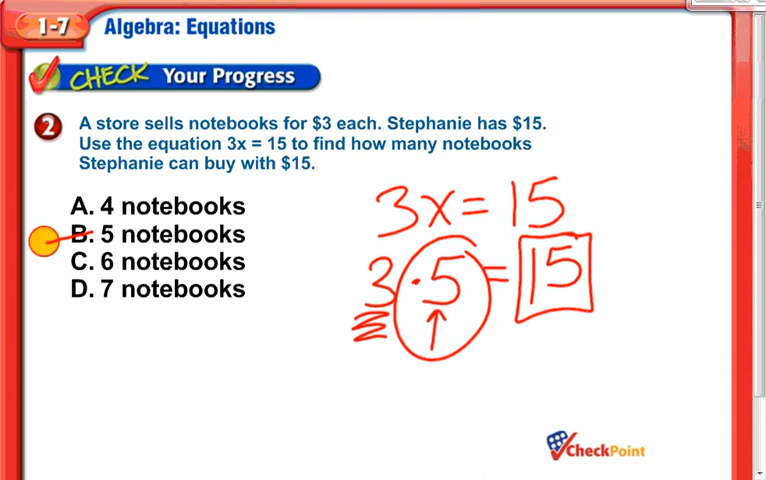 1-7 Algebra: Equations
CHECK Your Progress
2 A store sells notebooks for $3 each. Stephanie has $15.
Use the equation 3x = 15 to find how many notebooks
Stephanie can buy with $15.
A. 4 notebooks
B. 5 notebooks
C. 6 notebooks
D. 7 notebooks
3x = 15
3 · 5 = 15
CheckPoint